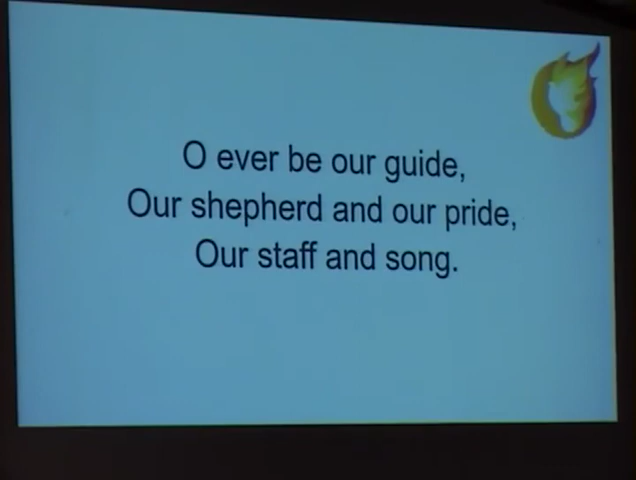 O ever be our guide,
Our shepherd and our pride,
Our staff and song.